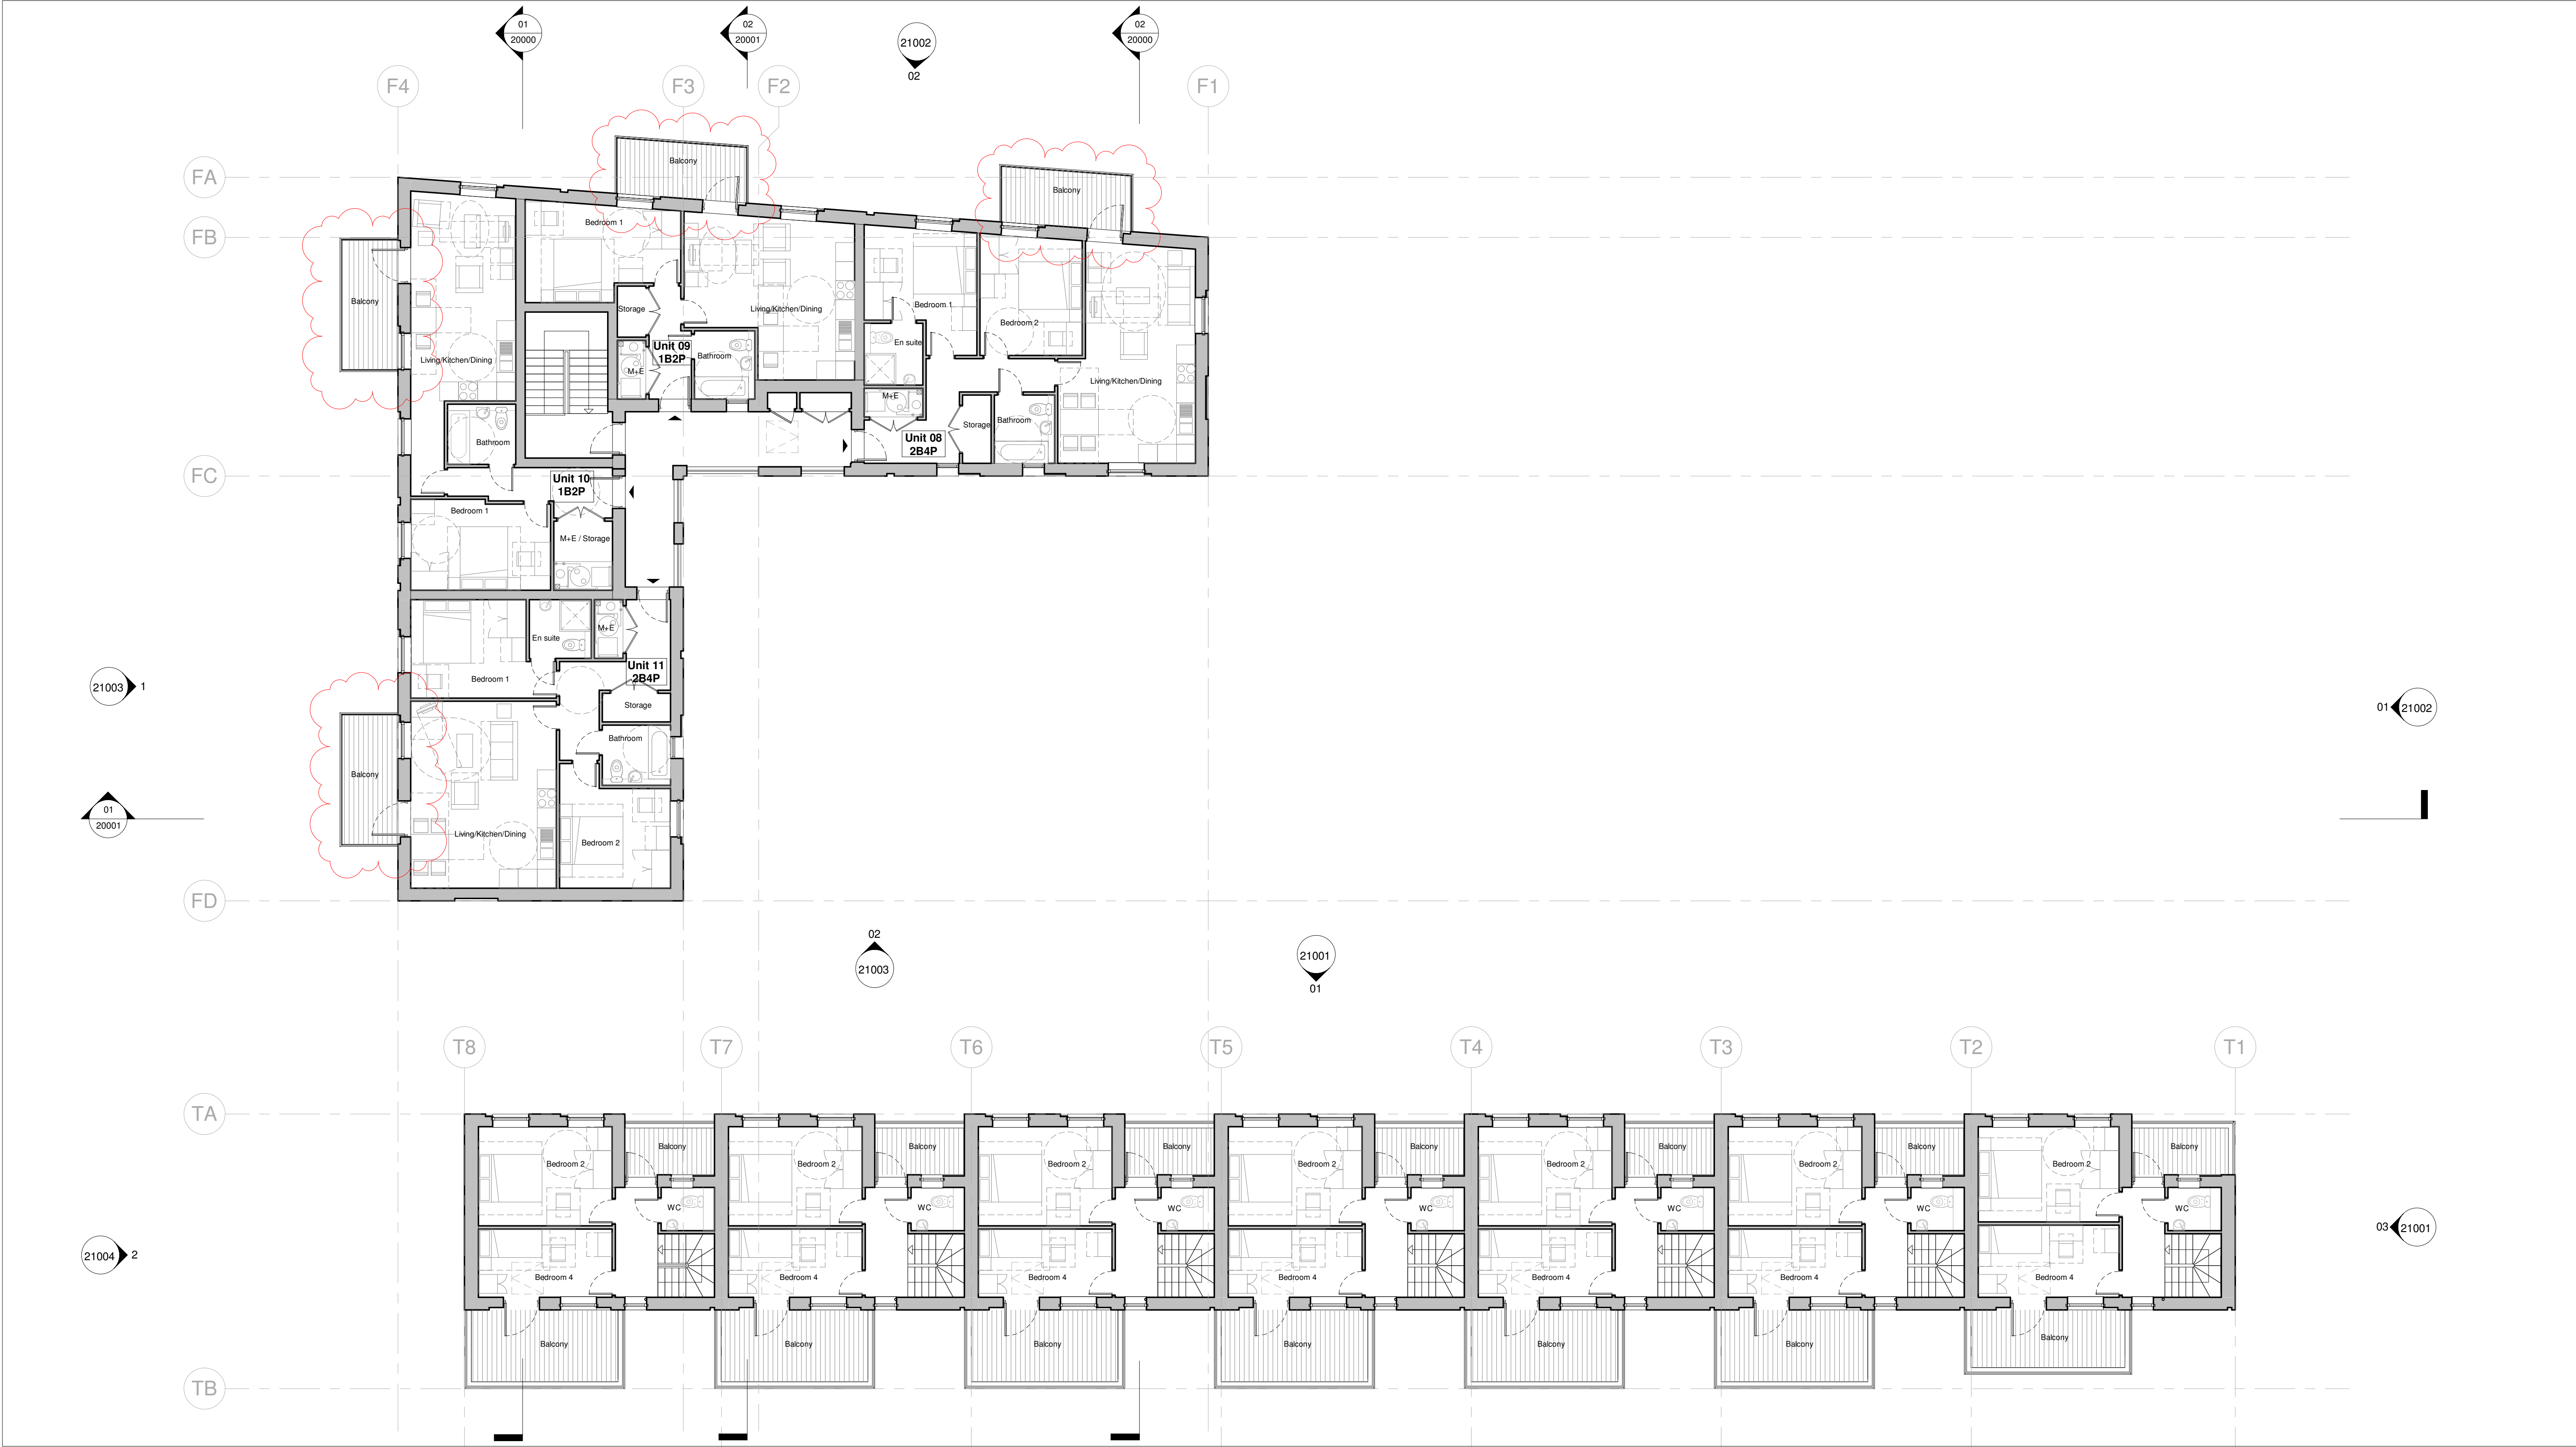 01
20000
02
20001
21002
02
02
20000
F4
F3
F2
F1
FA
FB
FC
FD
Balcony
Balcony
Balcony
Bedroom 1
Storage
Living/Kitchen/Dining
Bedroom 1
Bedroom 2
Unit 09
1B2P
Bathroom
M+E
En suite
Living/Kitchen/Dining
Living/Kitchen/Dining
M+E
Storage
Bathroom
Unit 08
2B4P
Bathroom
Unit 10
1B2P
Bedroom 1
M+E / Storage
En suite
M+E
Unit 11
2B4P
Bedroom 1
Storage
Bathroom
Balcony
Living/Kitchen/Dining
Bedroom 2
21003
1
01
21002
01
20001
02
21003
21001
01
T8
T7
T6
T5
T4
T3
T2
T1
TA
TB
Balcony
Balcony
Balcony
Balcony
Balcony
Balcony
Balcony
Bedroom 2
Bedroom 2
Bedroom 2
Bedroom 2
Bedroom 2
Bedroom 2
Bedroom 2
WC
WC
WC
WC
WC
WC
WC
21004
2
03
21001
Bedroom 4
Bedroom 4
Bedroom 4
Bedroom 4
Bedroom 4
Bedroom 4
Bedroom 4
Balcony
Balcony
Balcony
Balcony
Balcony
Balcony
Balcony